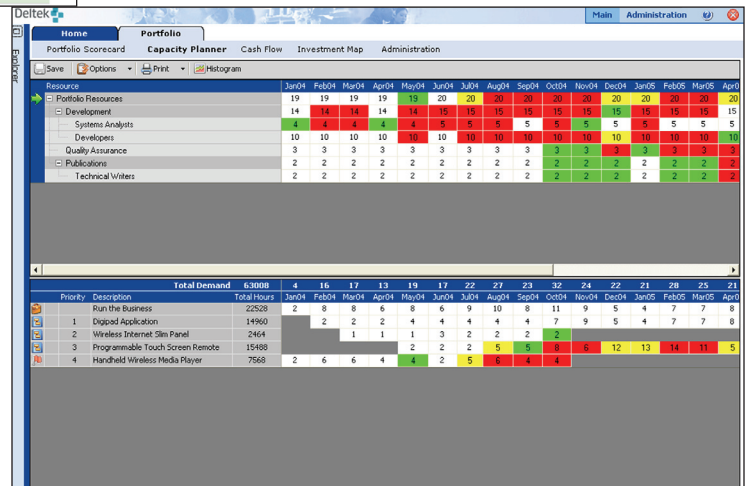 Deltek
Main Administration
Home Portfolio
Portfolio Scorecard Capacity Planner Cash Flow Investment Map Administration
Explorer
Save Options Print Histogram
Resource Jan04 Feb04 Mar04 Apr04 May04 Jun04 Jul04 Aug04 Sep04 Oct04 Nov04 Dec04 Jan05 Feb05 Mar05 Apr0
Portfolio Resources 19 19 19 19 19 20 20 20 20 20 20 20 20 20 20 20
Development 14 14 14 14 14 15 15 15 15 15 15 15 15 15 15 15
Systems Analysts 4 4 4 4 4 5 5 5 5 5 5 5 5 5 5 5
Developers 10 10 10 10 10 10 10 10 10 10 10 10 10 10 10 10
Quality Assurance 3 3 3 3 3 3 3 3 3 3 3 3 3 3 3 3
Publications 2 2 2 2 2 2 2 2 2 2 2 2 2 2 2 2
Technical Writers 2 2 2 2 2 2 2 2 2 2 2 2 2 2 2 2
Total Demand 63008 4 16 17 13 19 17 22 27 23 32 24 22 21 28 25 21
Priority Description Total Hours Jan04 Feb04 Mar04 Apr04 May04 Jun04 Jul04 Aug04 Sep04 Oct04 Nov04 Dec04 Jan05 Feb05 Mar05 Apr0
Run the Business 22528 2 8 8 6 8 6 9 10 8 11 9 5 4 7 7 8
1 Digipad Application 14960 2 2 2 4 4 4 4 4 7 9 5 4 7 7 8
2 Wireless Internet Slim Panel 2464 1 1 1 3 2 2 2 2
3 Programmable Touch Screen Remote 15488 2 2 2 5 5 8 6 12 13 14 11 5
4 Handheld Wireless Media Player 7568 2 6 6 4 4 2 5 6 4 4